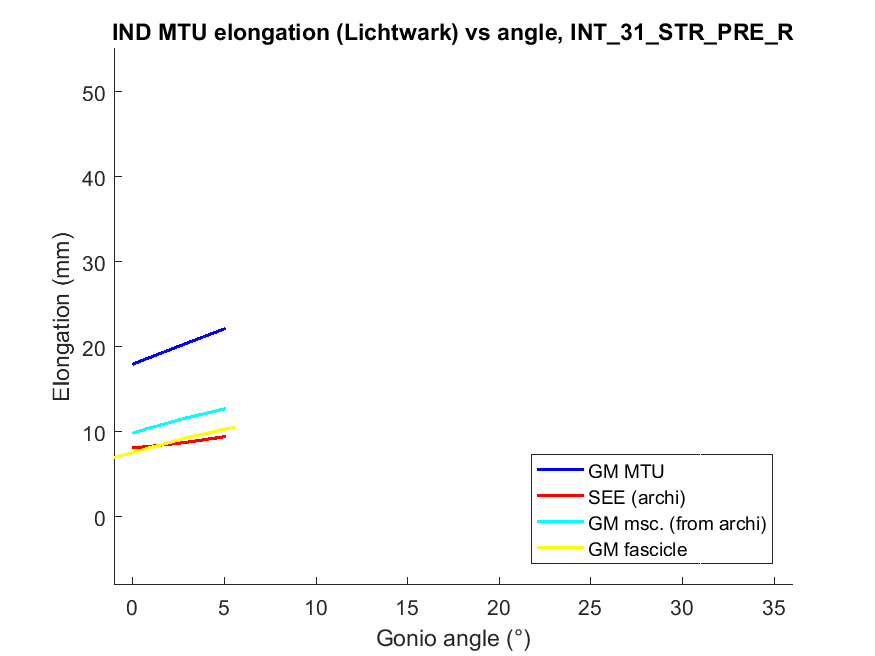 IND MTU elongation (Lichtwark) vs angle, INT_31_STR_PRE_R
50
40
30
20
10
0
Elongation (mm)
GM MTU
SEE (archi)
GM msc. (from archi)
GM fascicle
0 5 10 15 20 25 30 35
Gonio angle (°)